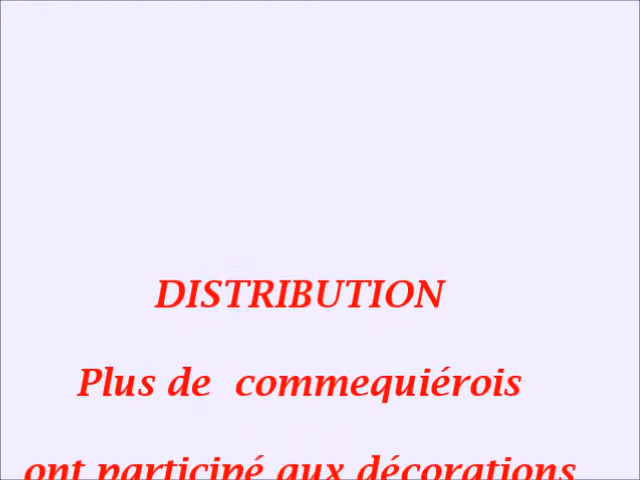 DISTRIBUTION
Plus de  commequiérois
ont participé aux décorations